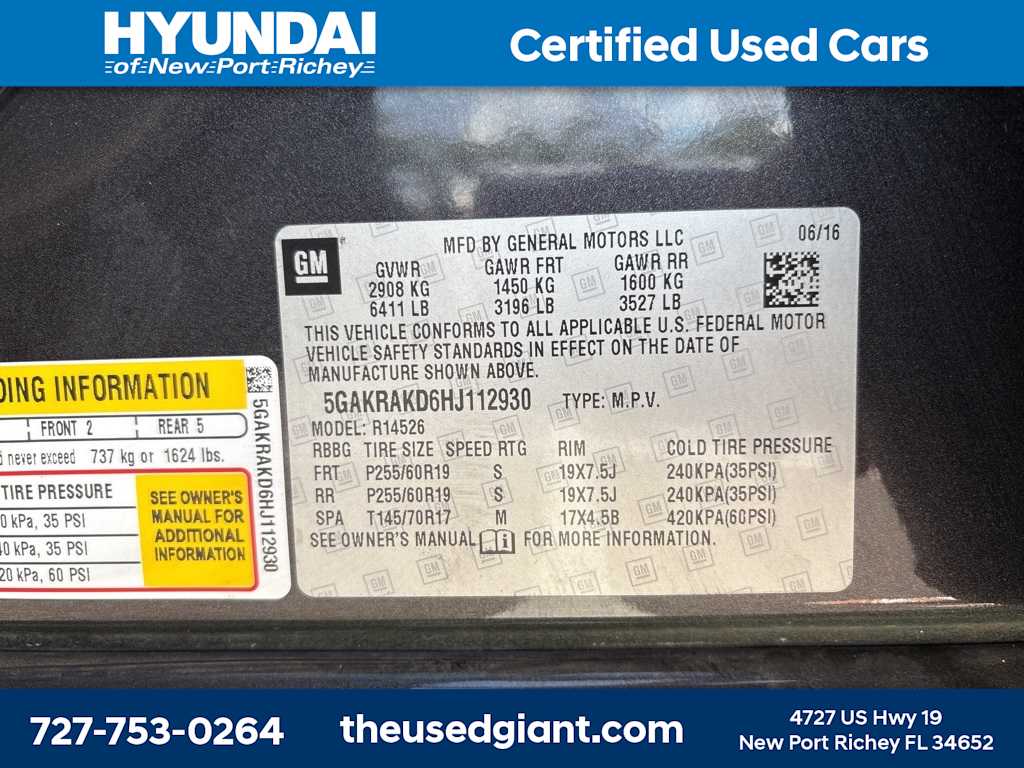 HYUNDAI
of New Port Richey
Certified Used Cars
GM
MFD BY GENERAL MOTORS LLC 06/16
GVWR GAWR FRT GAWR RR
2908 KG 1450 KG 1600 KG
6411 LB 3196 LB 3527 LB
THIS VEHICLE CONFORMS TO ALL APPLICABLE U.S. FEDERAL MOTOR
VEHICLE SAFETY STANDARDS IN EFFECT ON THE DATE OF
MANUFACTURE SHOWN ABOVE.
5GAKRAKD6HJ112930 TYPE: M.P.V.
MODEL: R14526
RBBG TIRE SIZE SPEED RTG RIM COLD TIRE PRESSURE
FRT P255/60R19 S 19X7.5J 240KPA(35PSI)
RR P255/60R19 S 19X7.5J 240KPA(35PSI)
SPA T145/70R17 M 17X4.5B 420KPA(60PSI)
SEE OWNER'S MANUAL FOR MORE INFORMATION.
DING INFORMATION
FRONT 2 REAR 5
d never exceed 737 kg or 1624 lbs.
TIRE PRESSURE
0 kPa, 35 PSI
40 kPa, 35 PSI
20 kPa, 60 PSI
SEE OWNER'S
MANUAL FOR
ADDITIONAL
INFORMATION
5GAKRAKD6HJ112930
727-753-0264
theusedgiant.com
4727 US Hwy 19
New Port Richey FL 34652